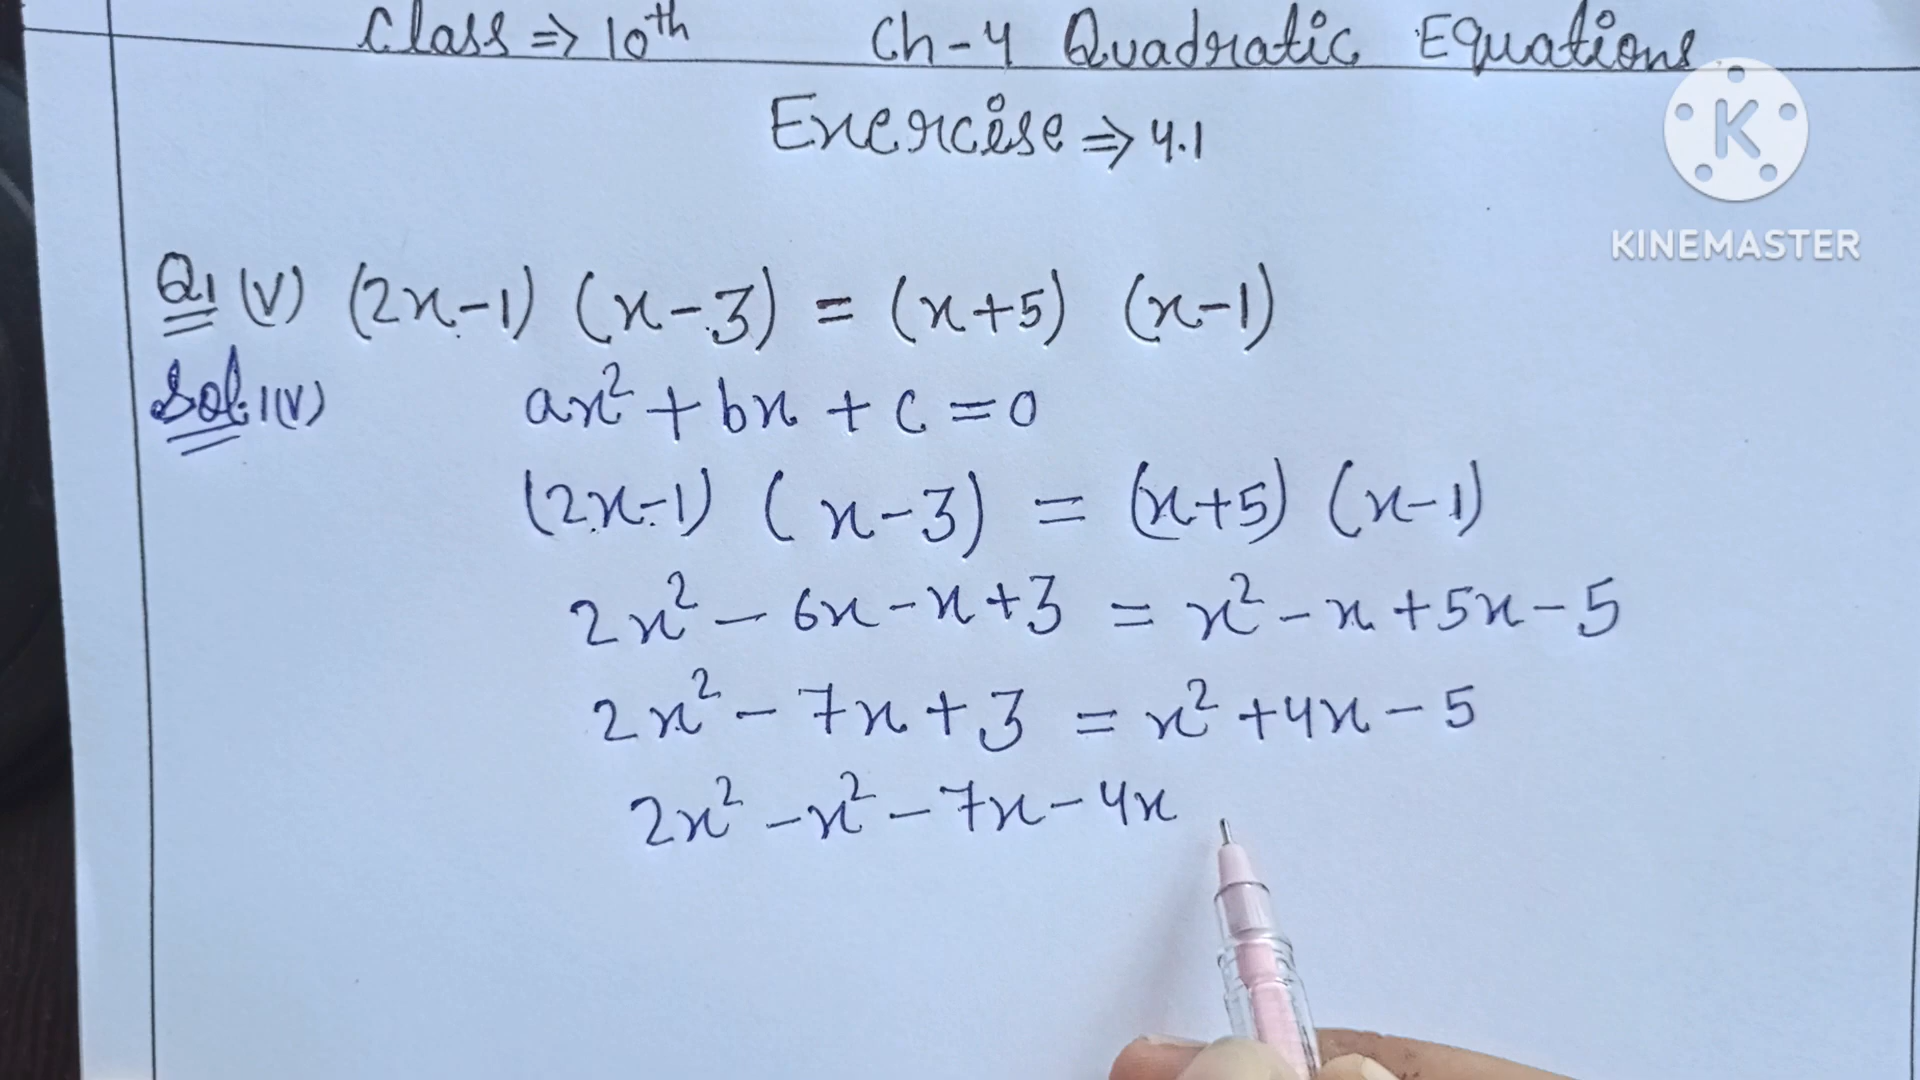 Class ⇒ 10th Ch-4 Quadratic Equations
Exercise ⇒ 4.1
K
KINEMASTER
Q1 (V) (2x-1) (x-3) = (x+5) (x-1)
Sol. 1(V) ax² + bx + c = 0
(2x-1) (x-3) = (x+5) (x-1)
2x² - 6x - x + 3 = x² - x + 5x - 5
2x² - 7x + 3 = x² + 4x - 5
2x² - x² - 7x - 4x